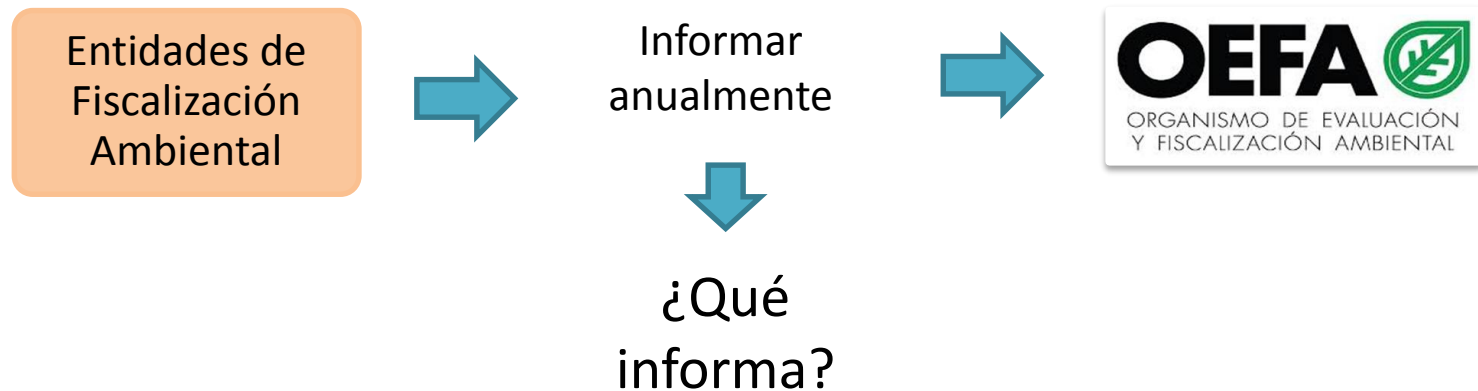 Entidades de
Fiscalización
Ambiental
Informar
anualmente
OEFA
ORGANISMO DE EVALUACIÓN
Y FISCALIZACIÓN AMBIENTAL
¿Qué
informa?